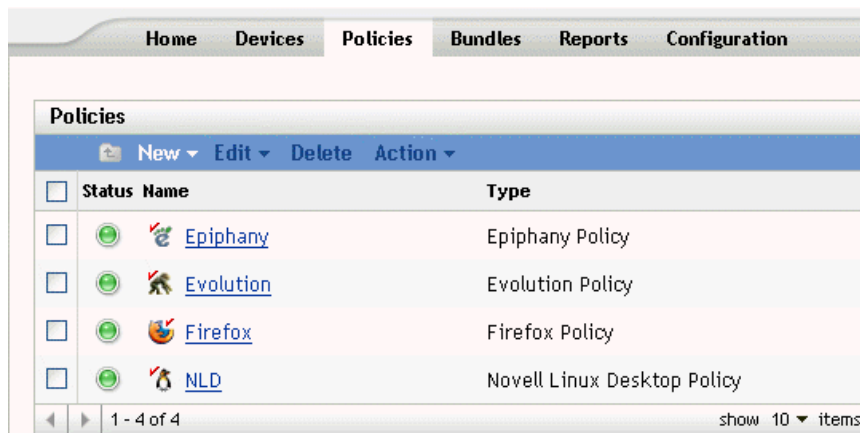 Home Devices Policies Bundles Reports Configuration
Policies
New Edit Delete Action
Status Name Type
Epiphany Epiphany Policy
Evolution Evolution Policy
Firefox Firefox Policy
NLD Novell Linux Desktop Policy
1 - 4 of 4 show 10 items